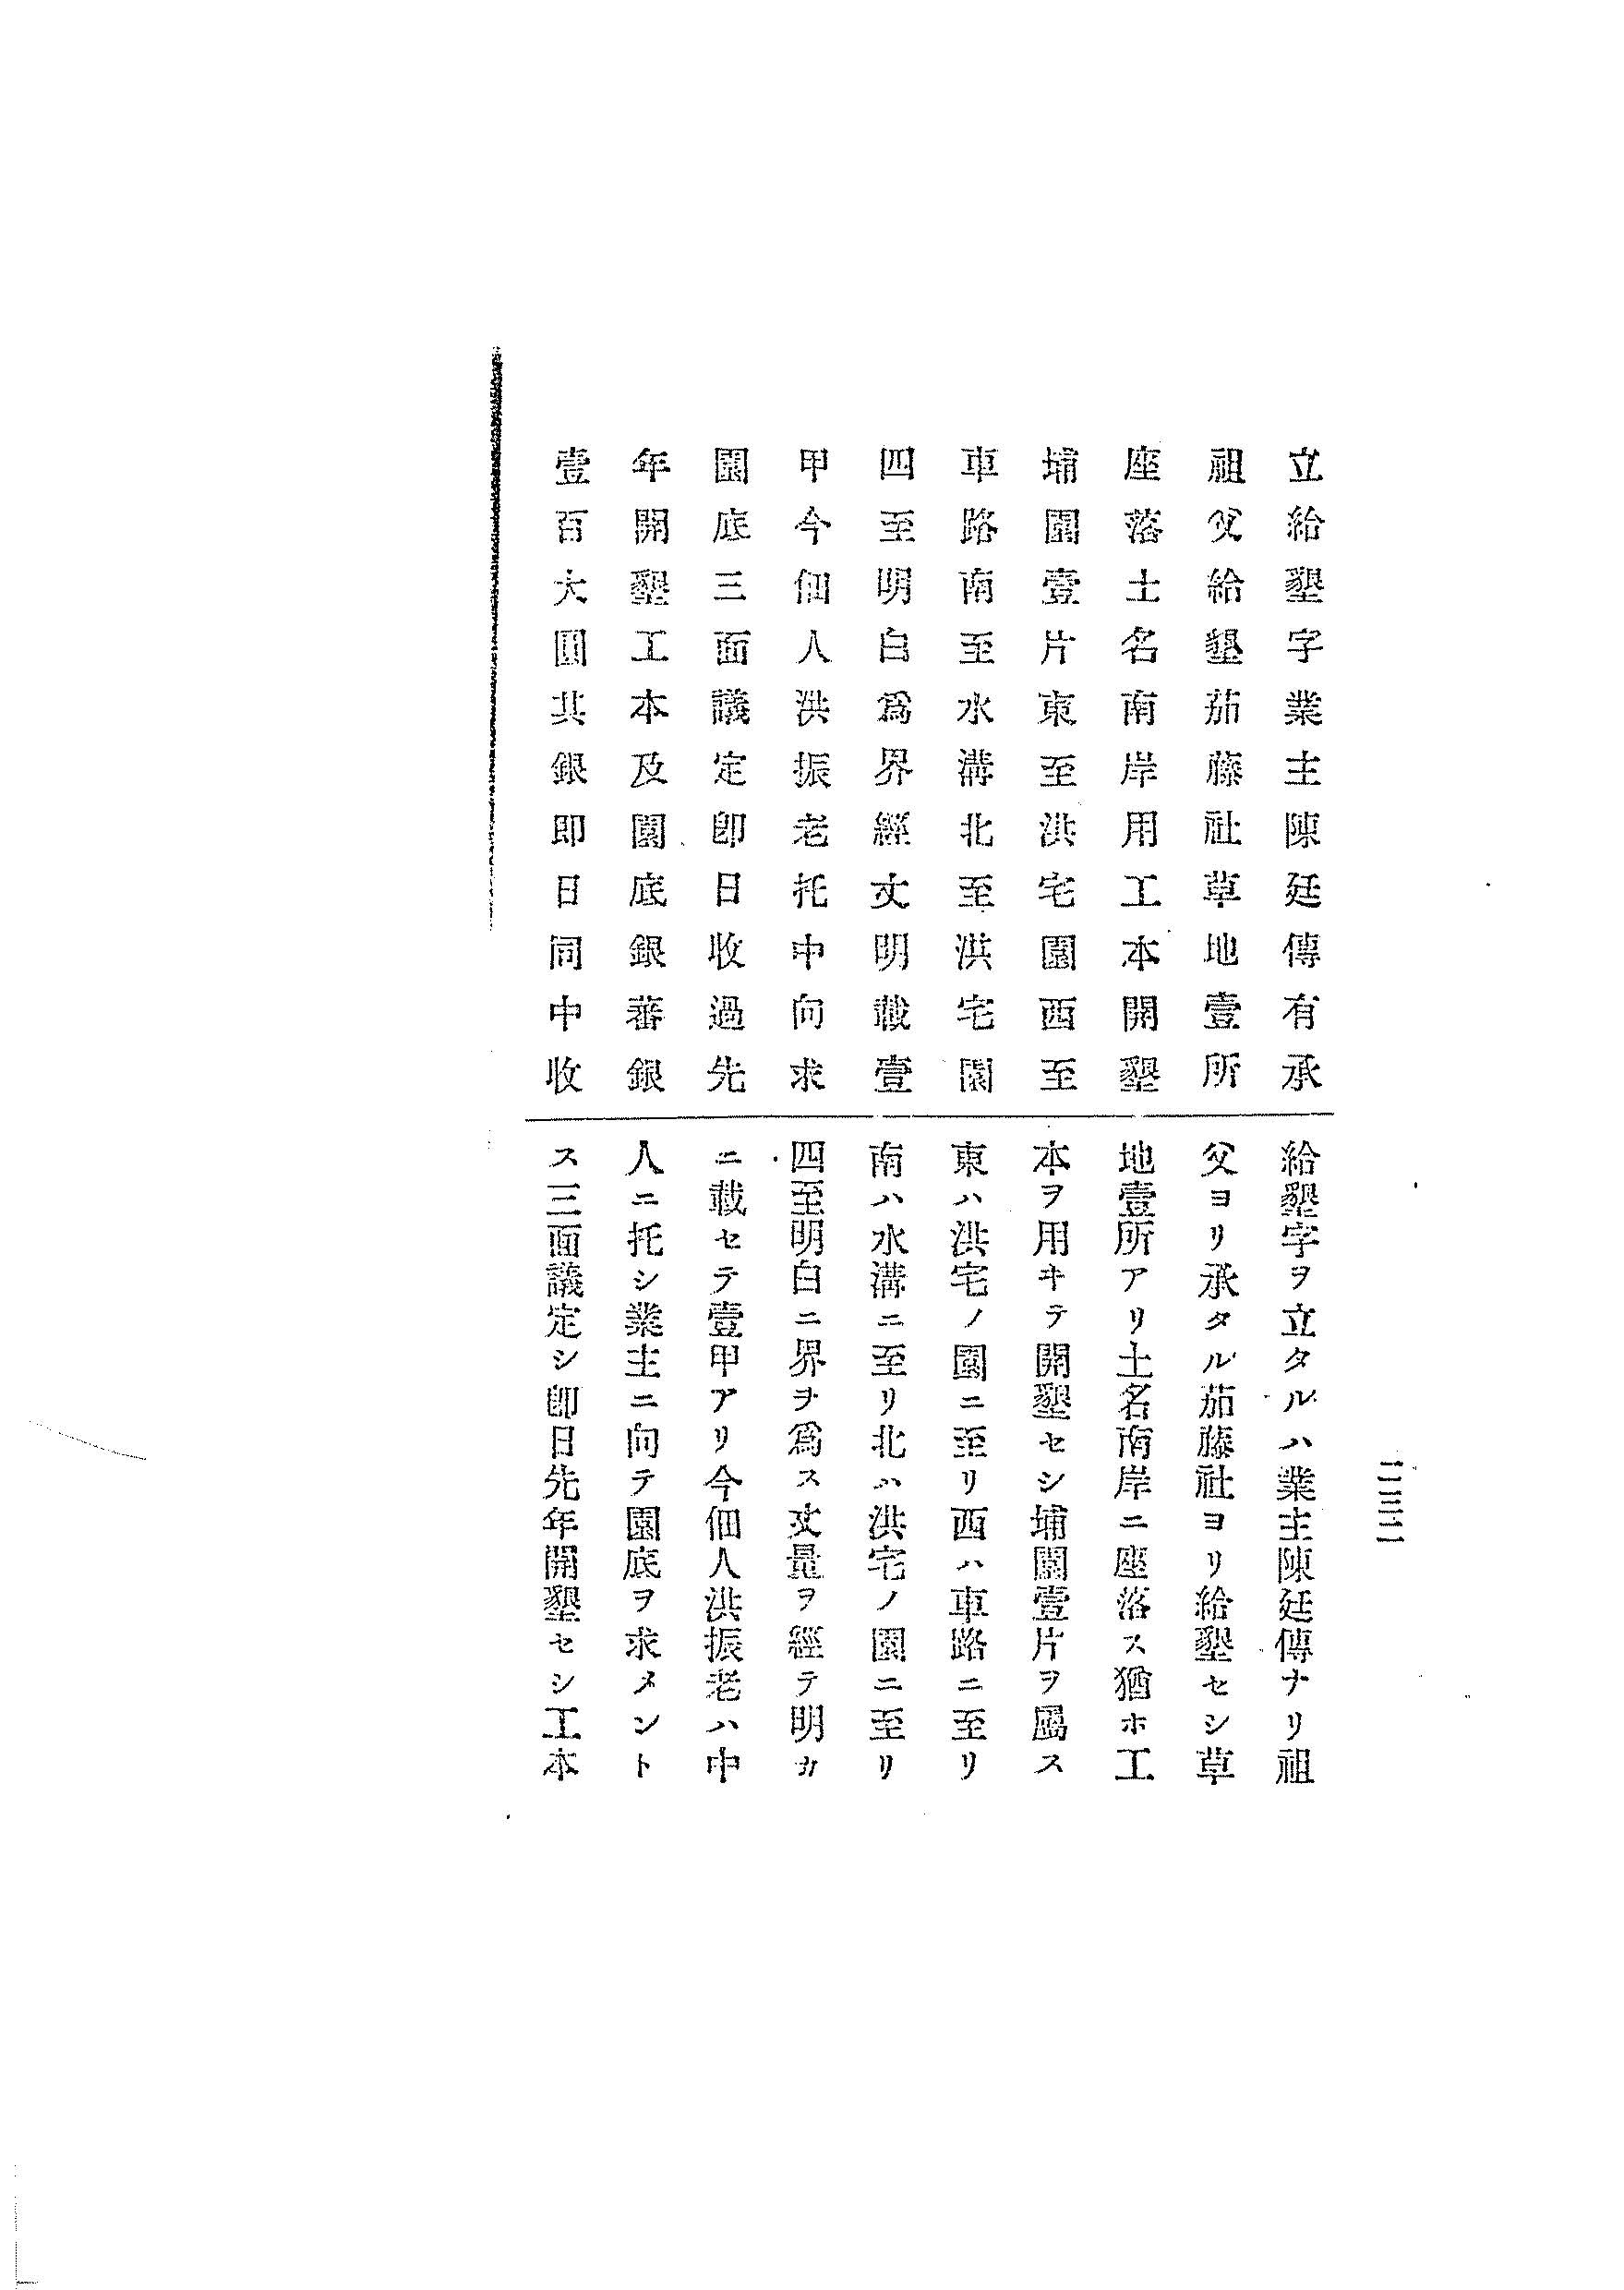 立給墾字業主陳廷傳有承
祖父給墾茄藤社草地壹所
座落土名南岸用工本開墾
埔園壹片東至洪宅園西至
車路南至水溝北至洪宅園
四至明白爲界經丈明載壹
甲今佃人洪振老托中向求
園底三面議定卽日收過先
年開墾工本及園底銀蕃銀
壹百大圓其銀即日同中收
給墾字ヲ立タルハ業主陳廷傳ナリ祖
父ヨリ承タル茄藤社ヨリ給墾セシ草
地壹所アリ土名南岸ニ座落ス猶ホ工
本ヲ用キテ開墾セシ埔園壹片ヲ屬ス
東ハ洪宅ノ園ニ至リ西ハ車路ニ至リ
南ハ水溝ニ至リ北ハ洪宅ノ園ニ至リ
四至明白ニ界ヲ爲ス丈量ヲ經テ明カ
ニ載セテ壹甲アリ今佃人洪振老ハ中
人ニ托シ業主ニ向テ園底ヲ求メント
ス三面議定シ卽日先年開墾セシ工本
二三二